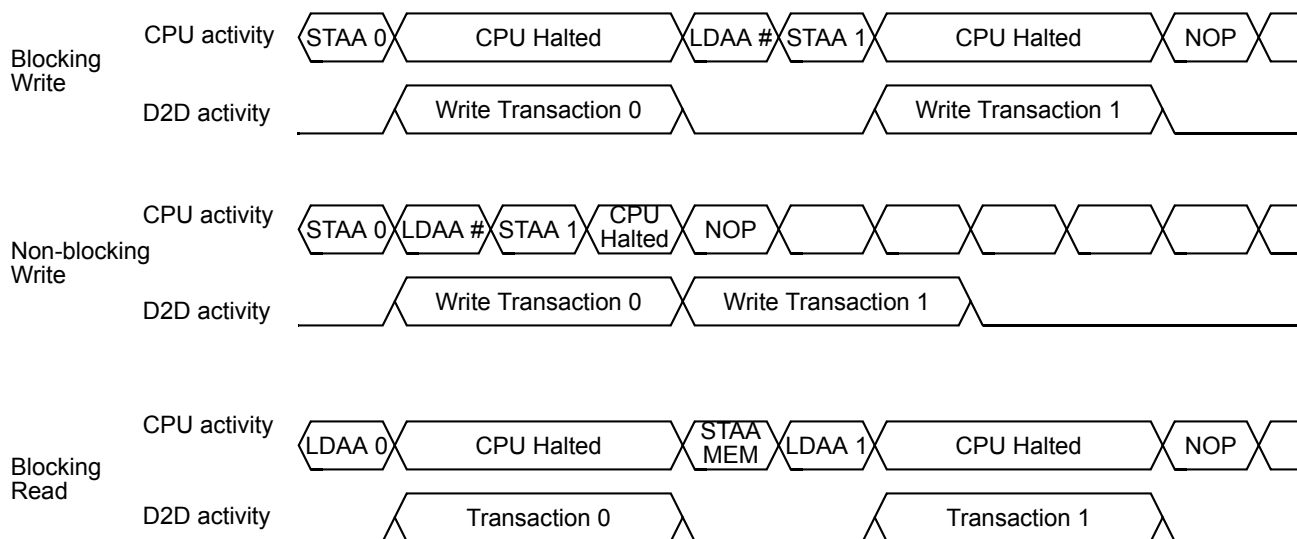 CPU activity STAA 0 CPU Halted LDAA # STAA 1 CPU Halted NOP
Blocking
Write
D2D activity Write Transaction 0 Write Transaction 1
CPU activity STAA 0 LDAA # STAA 1 CPU
Halted NOP
Non-blocking
Write
D2D activity Write Transaction 0 Write Transaction 1
CPU activity LDAA 0 CPU Halted STAA
MEM LDAA 1 CPU Halted NOP
Blocking
Read
D2D activity Transaction 0 Transaction 1